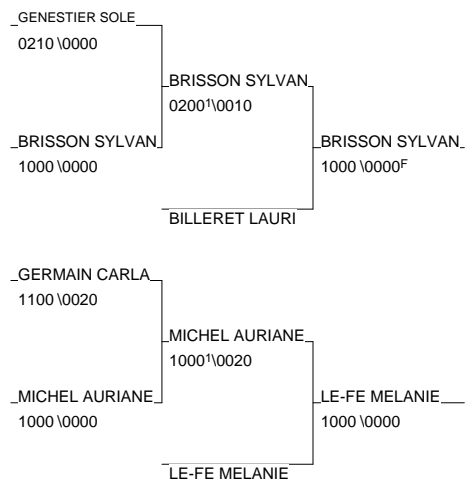 GENESTIER SOLE
0210 \0000
BRISSON SYLVAN
0200¹\0010
BRISSON SYLVAN
1000 \0000
BRISSON SYLVAN
1000 \0000ᶠ
BILLERET LAURI
GERMAIN CARLA
1100 \0020
MICHEL AURIANE
1000¹\0020
MICHEL AURIANE
1000 \0000
LE-FE MELANIE
1000 \0000
LE-FE MELANIE